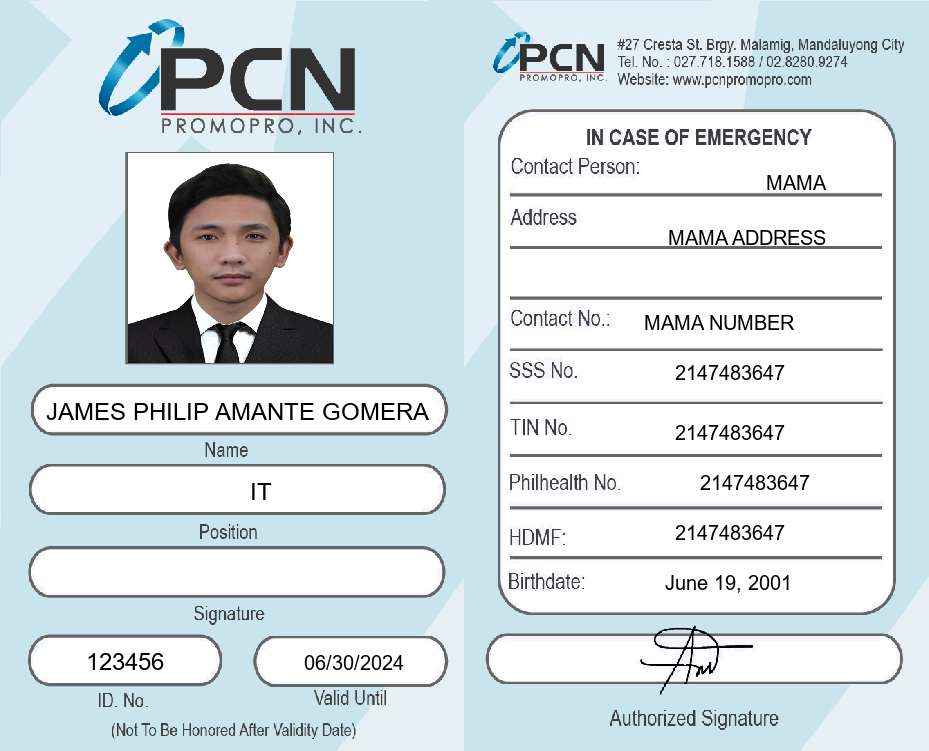 PCN
PROMOPRO, INC.
JAMES PHILIP AMANTE GOMERA
Name
IT
Position
Signature
123456
ID. No.
06/30/2024
Valid Until
(Not To Be Honored After Validity Date)
PCN
PROMOPRO, INC.
#27 Cresta St. Brgy. Malamig, Mandaluyong City
Tel. No. : 027.718.1588 / 02.8280.9274
Website: www.pcnpromopro.com
IN CASE OF EMERGENCY
Contact Person:
MAMA
Address
MAMA ADDRESS
Contact No.: MAMA NUMBER
SSS No. 2147483647
TIN No. 2147483647
Philhealth No. 2147483647
HDMF: 2147483647
Birthdate: June 19, 2001
Authorized Signature